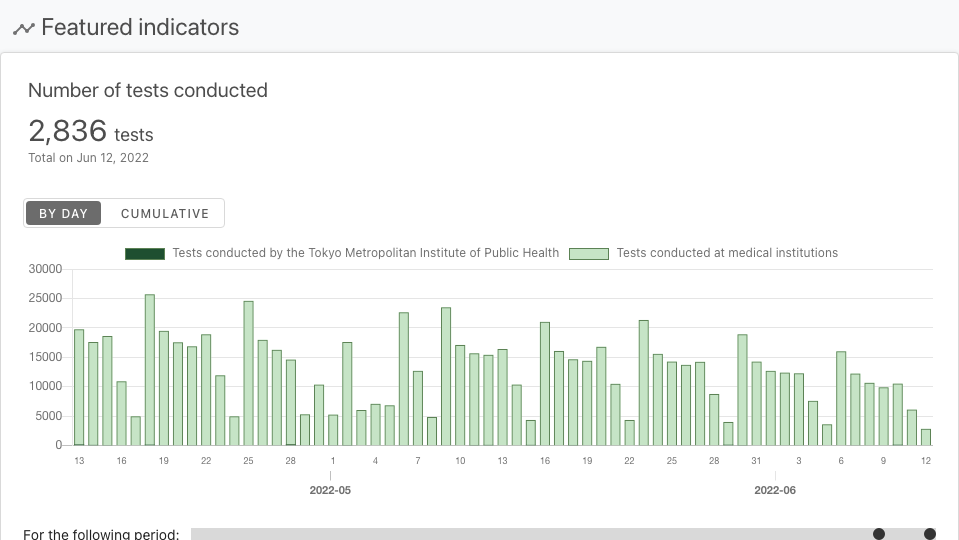 Featured indicators
Number of tests conducted
2,836 tests
Total on Jun 12, 2022
BY DAY CUMULATIVE
Tests conducted by the Tokyo Metropolitan Institute of Public Health Tests conducted at medical institutions
30000
25000
20000
15000
10000
5000
0
13 16 19 22 25 28 1 4 7 10 13 16 19 22 25 28 31 3 6 9 12
2022-05 2022-06
For the following period: